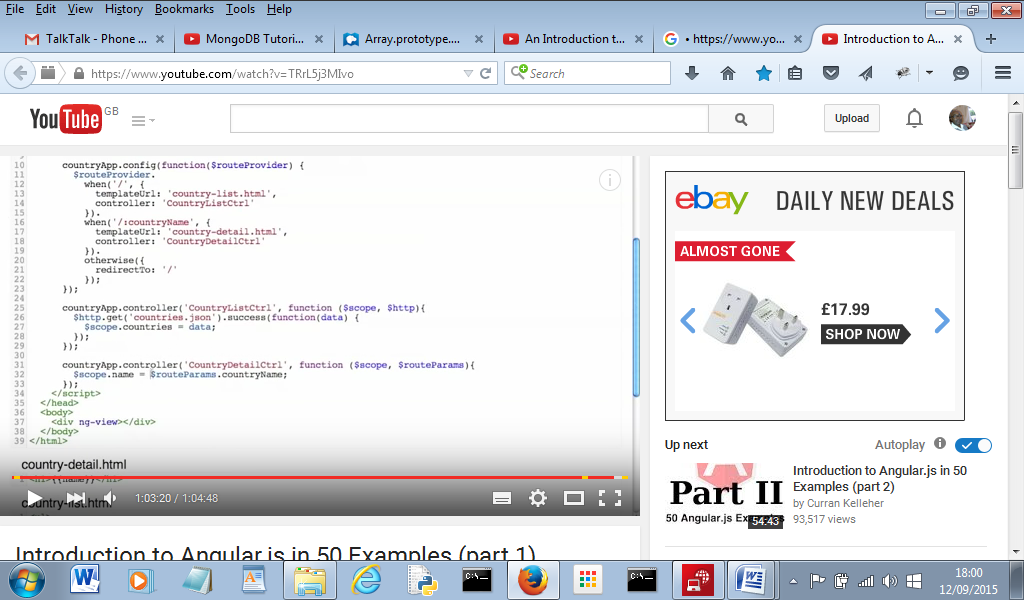 File Edit View History Bookmarks Tools Help
TalkTalk - Phone ... × MongoDB Tutori... × Array.prototype.... × An Introduction t... × • https://www.yo... × Introduction to A... × +
https://www.youtube.com/watch?v=TRrL5j3MIvo Search
YouTube GB Upload
10 countryApp.config(function($routeProvider) {
11 $routeProvider.
12 when('/', {
13 templateUrl: 'country-list.html',
14 controller: 'CountryListCtrl'
15 }).
16 when('/:countryName', {
17 templateUrl: 'country-detail.html',
18 controller: 'CountryDetailCtrl'
19 }).
20 otherwise({
21 redirectTo: '/'
22 });
23 });
24
25 countryApp.controller('CountryListCtrl', function ($scope, $http){
26 $http.get('countries.json').success(function(data) {
27 $scope.countries = data;
28 });
29 });
30
31 countryApp.controller('CountryDetailCtrl', function ($scope, $routeParams){
32 $scope.name = $routeParams.countryName;
33 });
34 </script>
35 </head>
36 <body>
37 <div ng-view></div>
38 </body>
39 </html>
country-detail.html
country-list.html
1:03:20 / 1:04:48
Introduction to Angular.js in 50 Examples (part 1)
ebay DAILY NEW DEALS
ALMOST GONE
£17.99
SHOP NOW
Up next Autoplay
Part II
50 Angular.js Ex
54:43
Introduction to Angular.js in 50
Examples (part 2)
by Curran Kelleher
93,517 views
18:00
12/09/2015